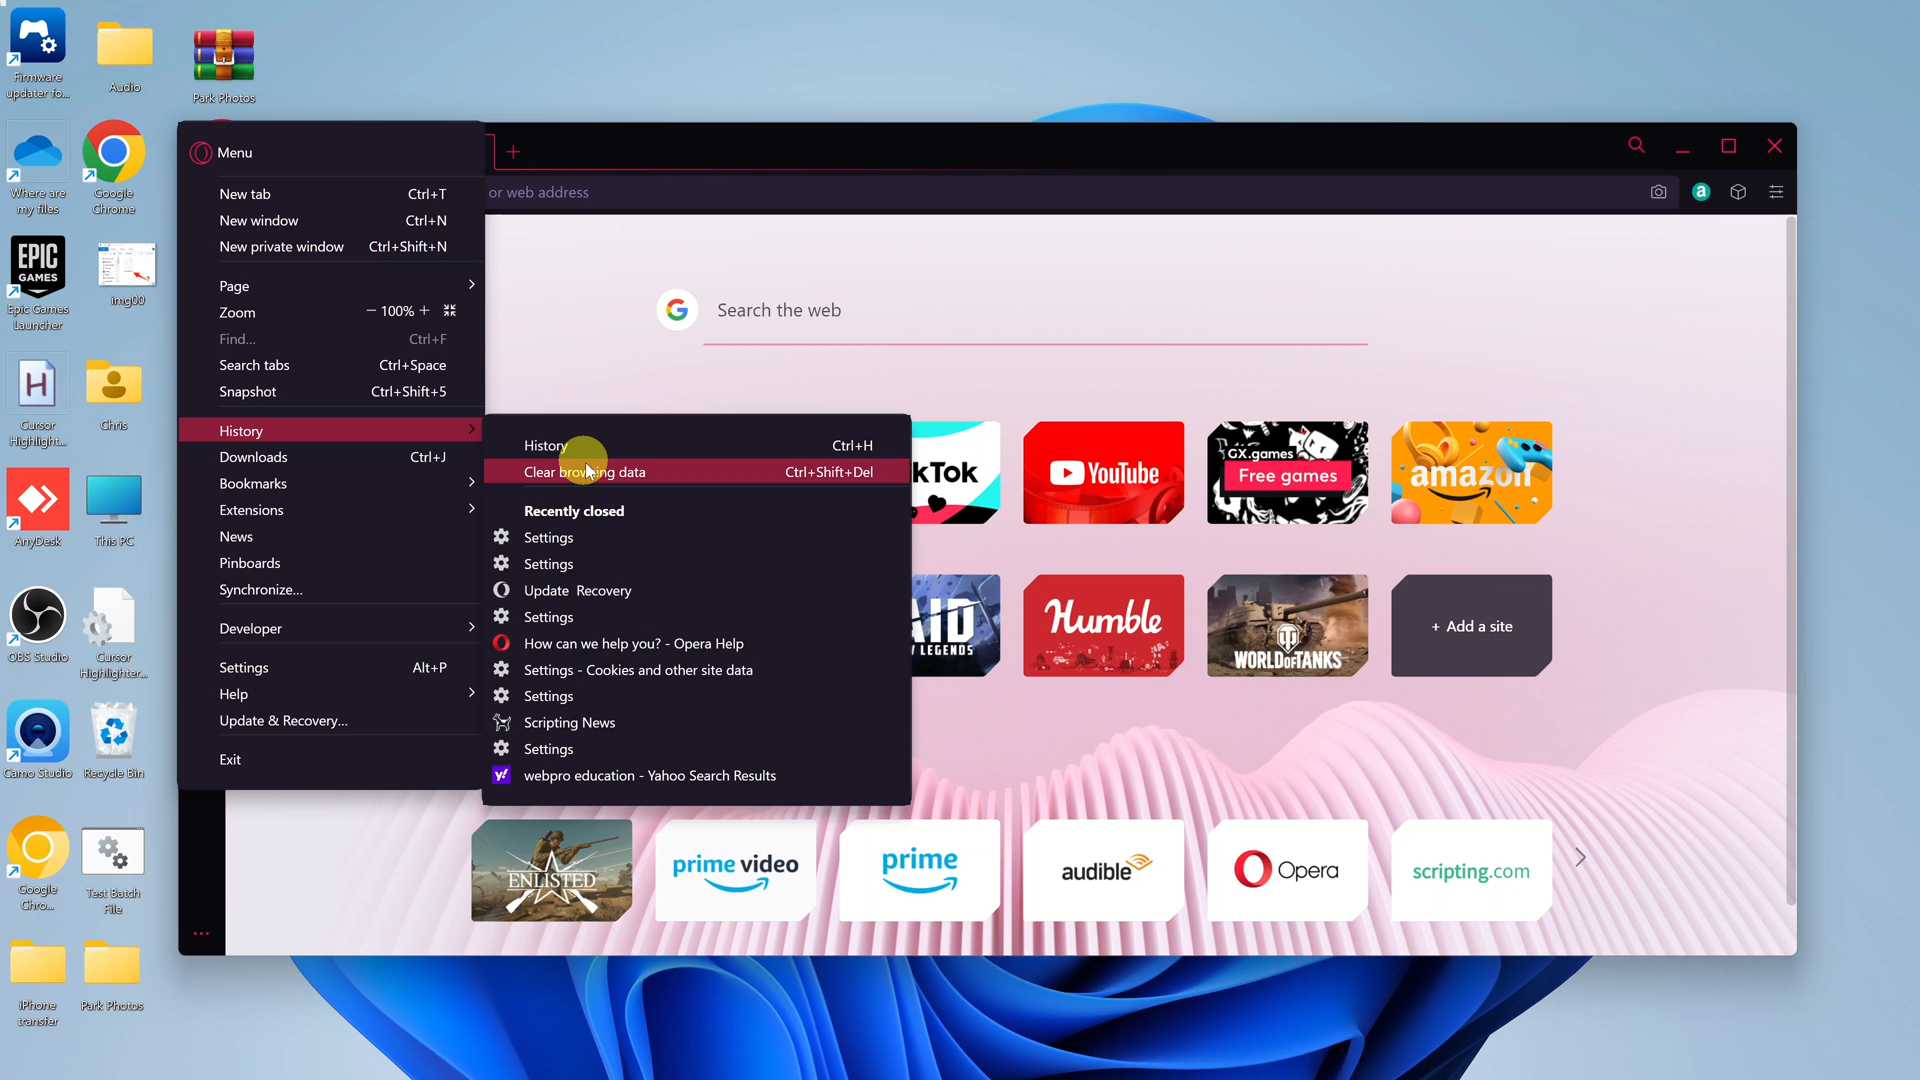 Firmware
updater fo...
Audio
Park Photos
Where are
my files
Google
Chrome
EPIC
GAMES
Epic Games
Launcher
img00
H
Cursor
Highlight...
Chris
AnyDesk
This PC
OBS Studio
Cursor
Highlighter...
Camo Studio
Recycle Bin
Google
Chro...
Test Batch
File
iPhone
transfer
Park Photos
Menu
New tab Ctrl+T
New window Ctrl+N
New private window Ctrl+Shift+N
Page
Zoom − 100% +
Find... Ctrl+F
Search tabs Ctrl+Space
Snapshot Ctrl+Shift+5
History
Downloads Ctrl+J
Bookmarks
Extensions
News
Pinboards
Synchronize...
Developer
Settings Alt+P
Help
Update & Recovery...
Exit
History Ctrl+H
Clear browsing data Ctrl+Shift+Del
Recently closed
Settings
Settings
Update Recovery
Settings
How can we help you? - Opera Help
Settings - Cookies and other site data
Settings
Scripting News
Settings
y!
webpro education - Yahoo Search Results
or web address
a
Search the web
kTok
YouTube
GX.games
Free games
amazon
AID
LEGENDS
Humble
WORLD OF TANKS
+ Add a site
ENLISTED
prime video
prime
audible
Opera
scripting.com